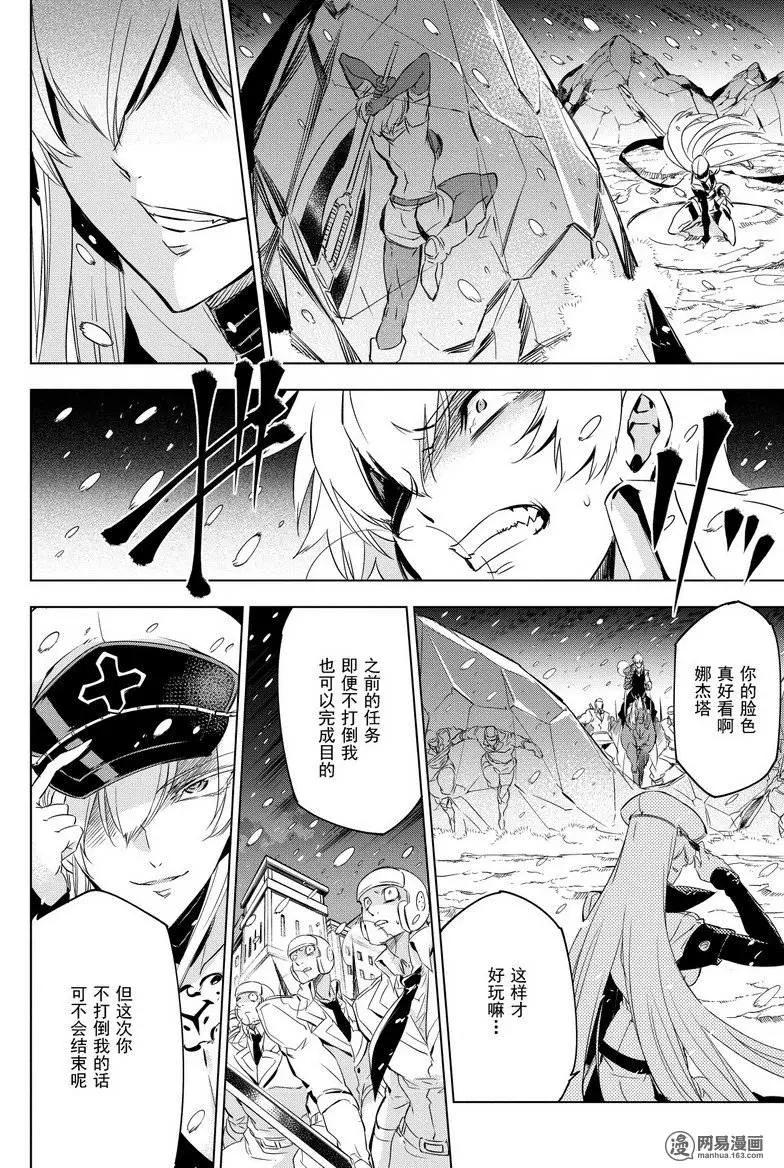 你的脸色
真好看啊
娜杰塔
这样才
好玩嘛…
之前的任务
即便不打倒我
也可以完成目的
但这次你
不打倒我的话
可不会结束呢
网易漫画
manhua.163.com